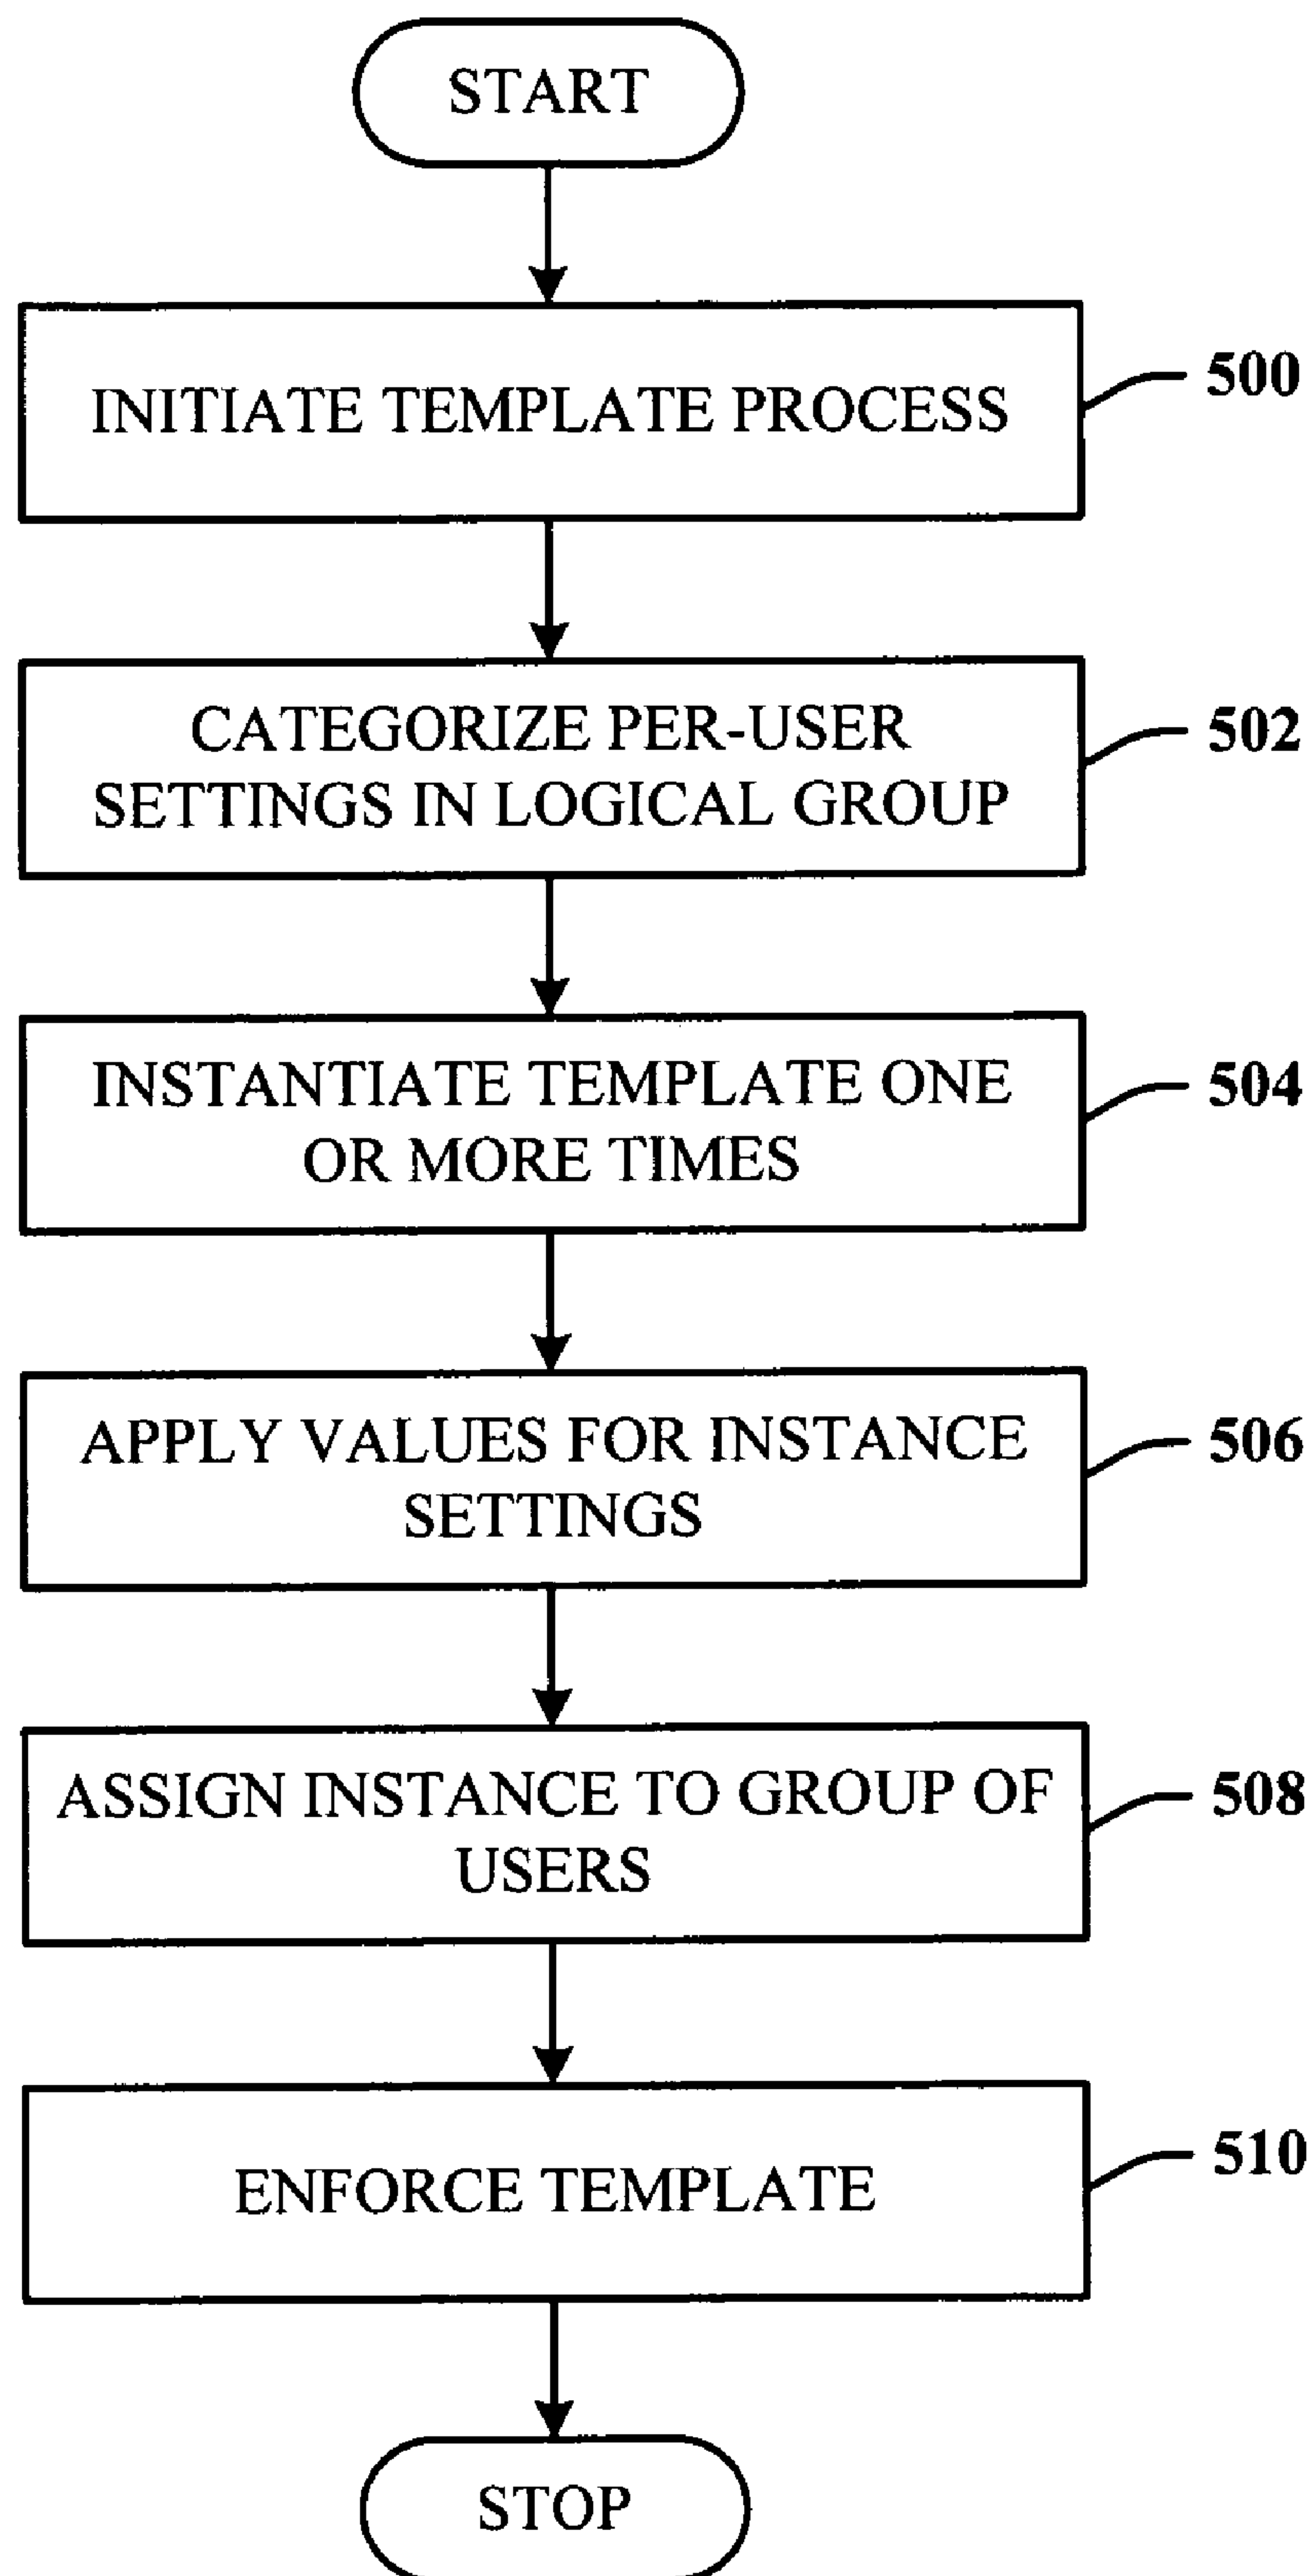 START
INITIATE TEMPLATE PROCESS
500
CATEGORIZE PER-USER
SETTINGS IN LOGICAL GROUP
502
INSTANTIATE TEMPLATE ONE
OR MORE TIMES
504
APPLY VALUES FOR INSTANCE
SETTINGS
506
ASSIGN INSTANCE TO GROUP OF
USERS
508
ENFORCE TEMPLATE
510
STOP